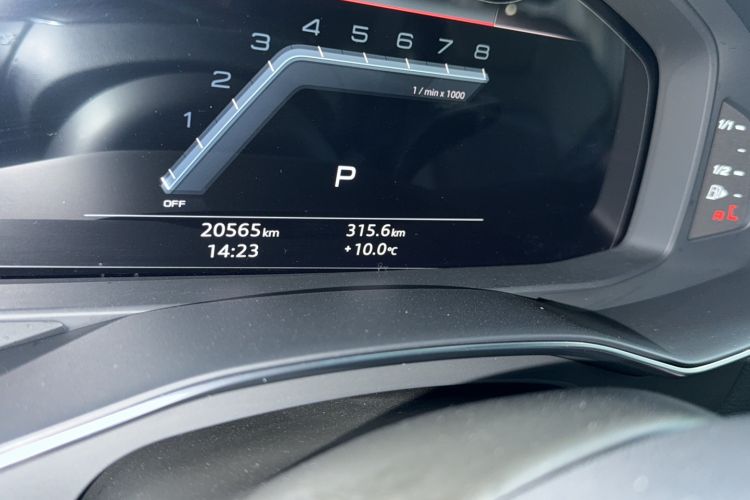 1 2 3 4 5 6 7 8
1 / min x 1000
P
OFF
20565km 315.6km
14:23 +10.0°C
1/1
1/2
R